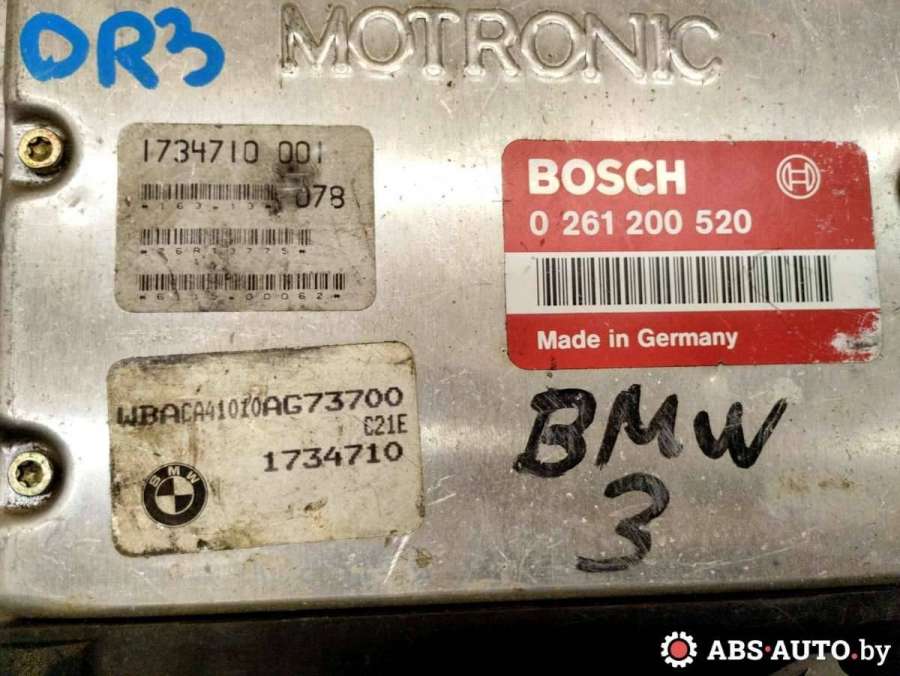 DR3
MOTRONIC
1734710 001
078
BOSCH
0 261 200 520
Made in Germany
WBACA41010AG73700
C21E
1734710
BMW
BMW
3
ABS-AUTO.by